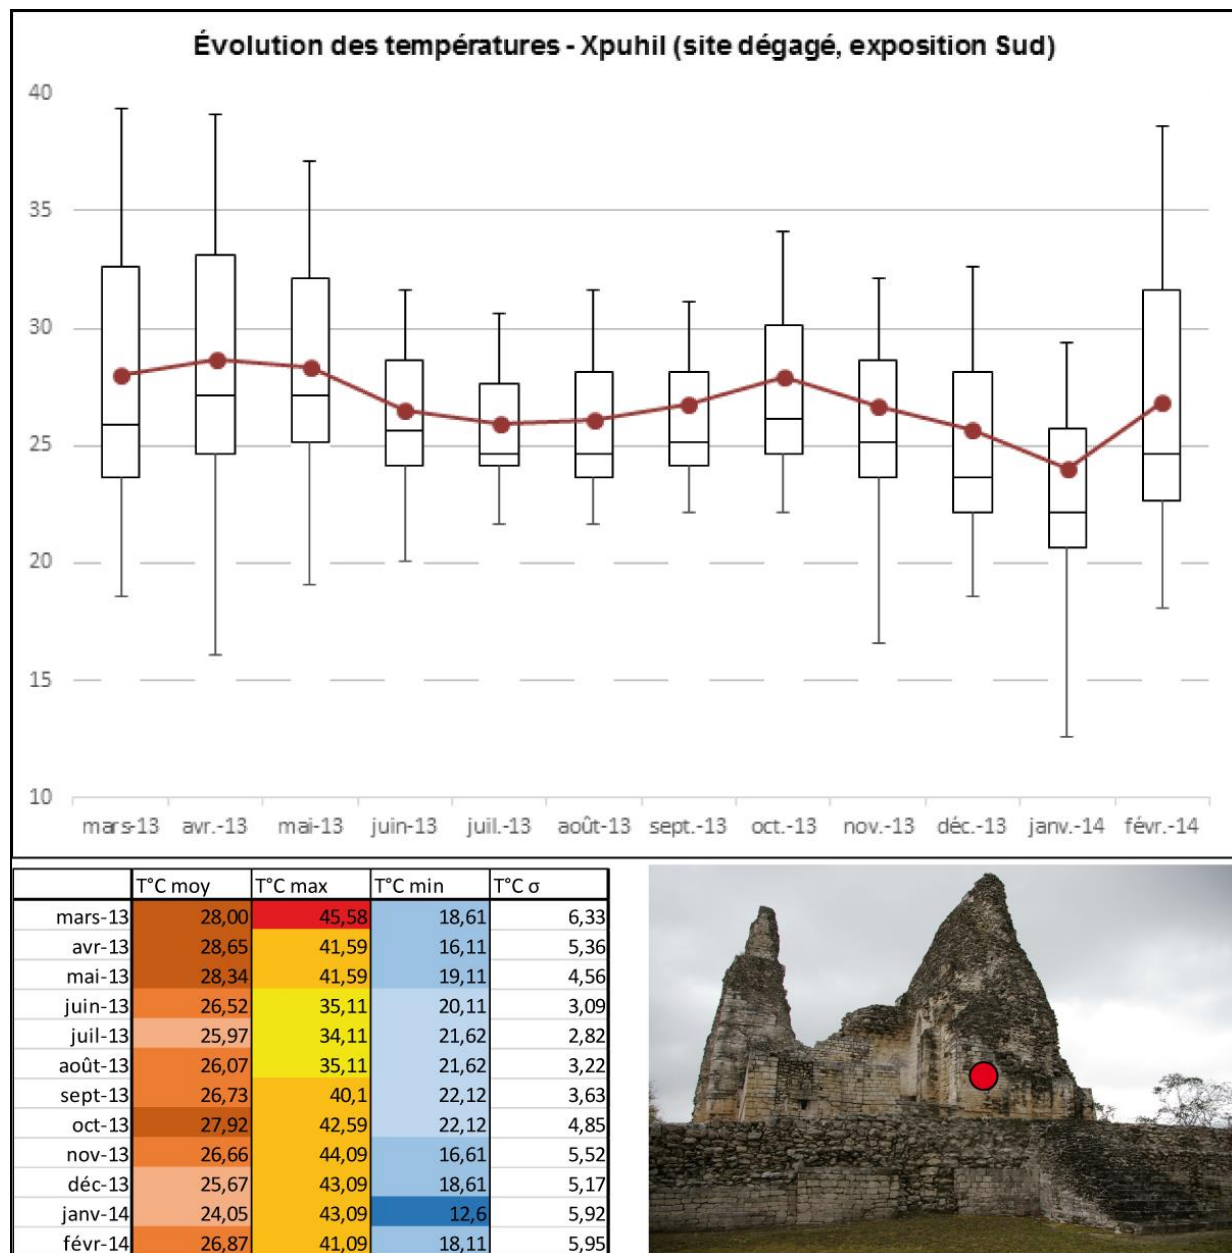 Évolution des températures - Xpuhil (site dégagé, exposition Sud)
40
35
30
25
20
15
10
mars-13 avr.-13 mai-13 juin-13 juil.-13 août-13 sept.-13 oct.-13 nov.-13 déc.-13 janv.-14 févr.-14
T°C moy T°C max T°C min T°C σ
mars-13 28,00 45,58 18,61 6,33
avr-13 28,65 41,59 16,11 5,36
mai-13 28,34 41,59 19,11 4,56
juin-13 26,52 35,11 20,11 3,09
juil-13 25,97 34,11 21,62 2,82
août-13 26,07 35,11 21,62 3,22
sept-13 26,73 40,1 22,12 3,63
oct-13 27,92 42,59 22,12 4,85
nov-13 26,66 44,09 16,61 5,52
déc-13 25,67 43,09 18,61 5,17
janv-14 24,05 43,09 12,6 5,92
févr-14 26,87 41,09 18,11 5,95